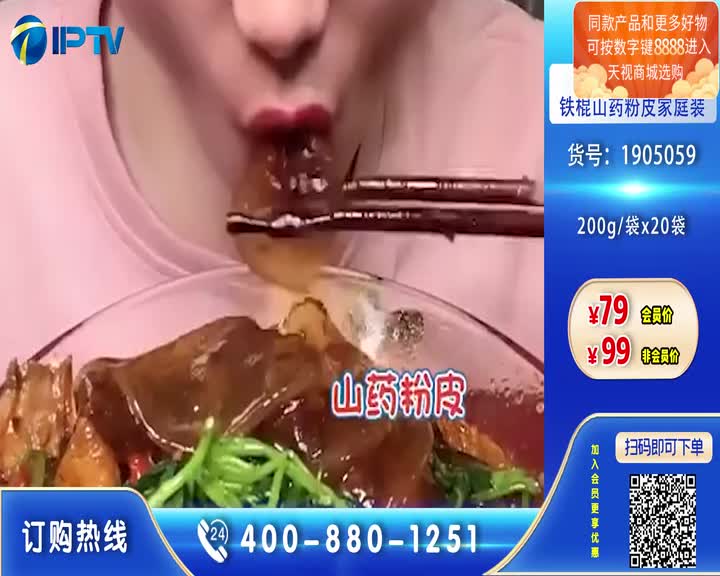 IPTV
同款产品和更多好物
可按数字键8888进入
天视商城选购
铁棍山药粉皮家庭装
货号：1905059
200g/袋x20袋
¥79 会员价
¥99 非会员价
山药粉皮
加入会员更享优惠
扫码即可下单
订购热线
24
400-880-1251